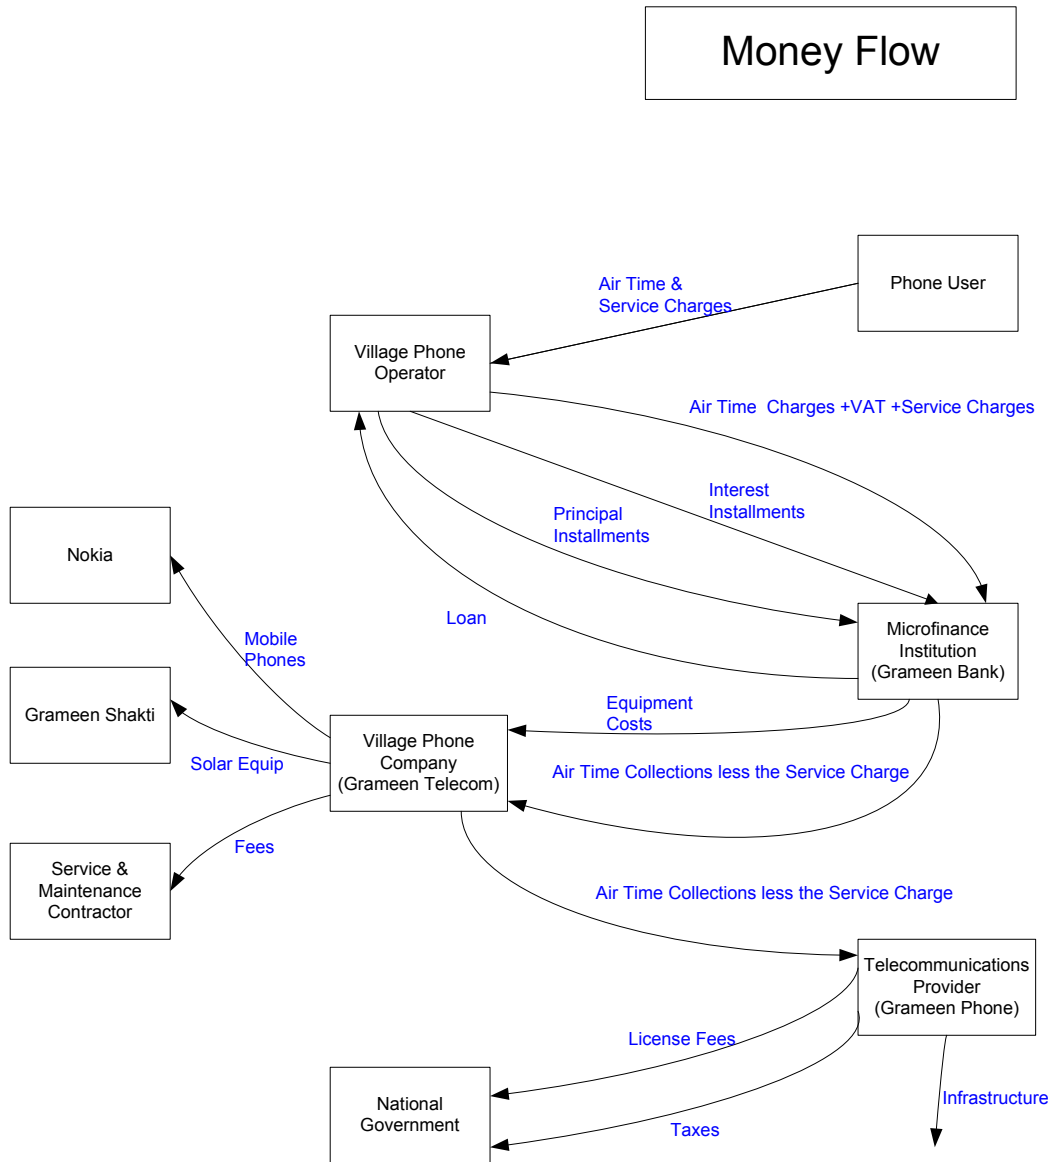 Money Flow
Phone User
Air Time &
Service Charges
Village Phone
Operator
Air Time  Charges +VAT +Service Charges
Interest
Installments
Principal
Installments
Nokia
Loan
Microfinance
Institution
(Grameen Bank)
Mobile
Phones
Grameen Shakti
Equipment
Costs
Village Phone
Company
(Grameen Telecom)
Solar Equip
Air Time Collections less the Service Charge
Fees
Service &
Maintenance
Contractor
Air Time Collections less the Service Charge
Telecommunications
Provider
(Grameen Phone)
License Fees
National
Government
Infrastructure
Taxes